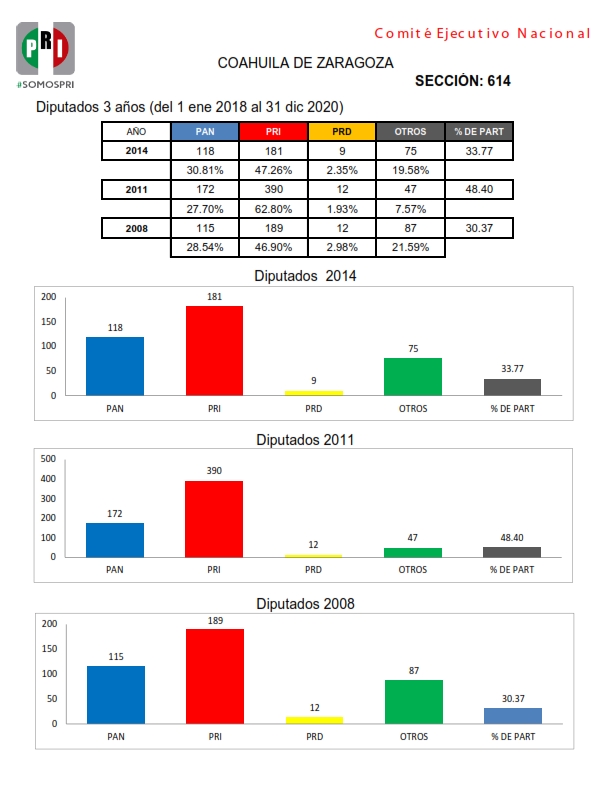 Comité Ejecutivo Nacional
PRI
#SOMOSPRI
COAHUILA DE ZARAGOZA
SECCIÓN: 614
Diputados 3 años (del 1 ene 2018 al 31 dic 2020)
AÑO PAN PRI PRD OTROS % DE PART
2014 118 181 9 75 33.77
30.81% 47.26% 2.35% 19.58%
2011 172 390 12 47 48.40
27.70% 62.80% 1.93% 7.57%
2008 115 189 12 87 30.37
28.54% 46.90% 2.98% 21.59%
Diputados 2014
200
150
100
50
0
118 181 9 75 33.77
PAN PRI PRD OTROS % DE PART
Diputados 2011
500
400
300
200
100
0
172 390 12 47 48.40
PAN PRI PRD OTROS % DE PART
Diputados 2008
200
150
100
50
0
115 189 12 87 30.37
PAN PRI PRD OTROS % DE PART